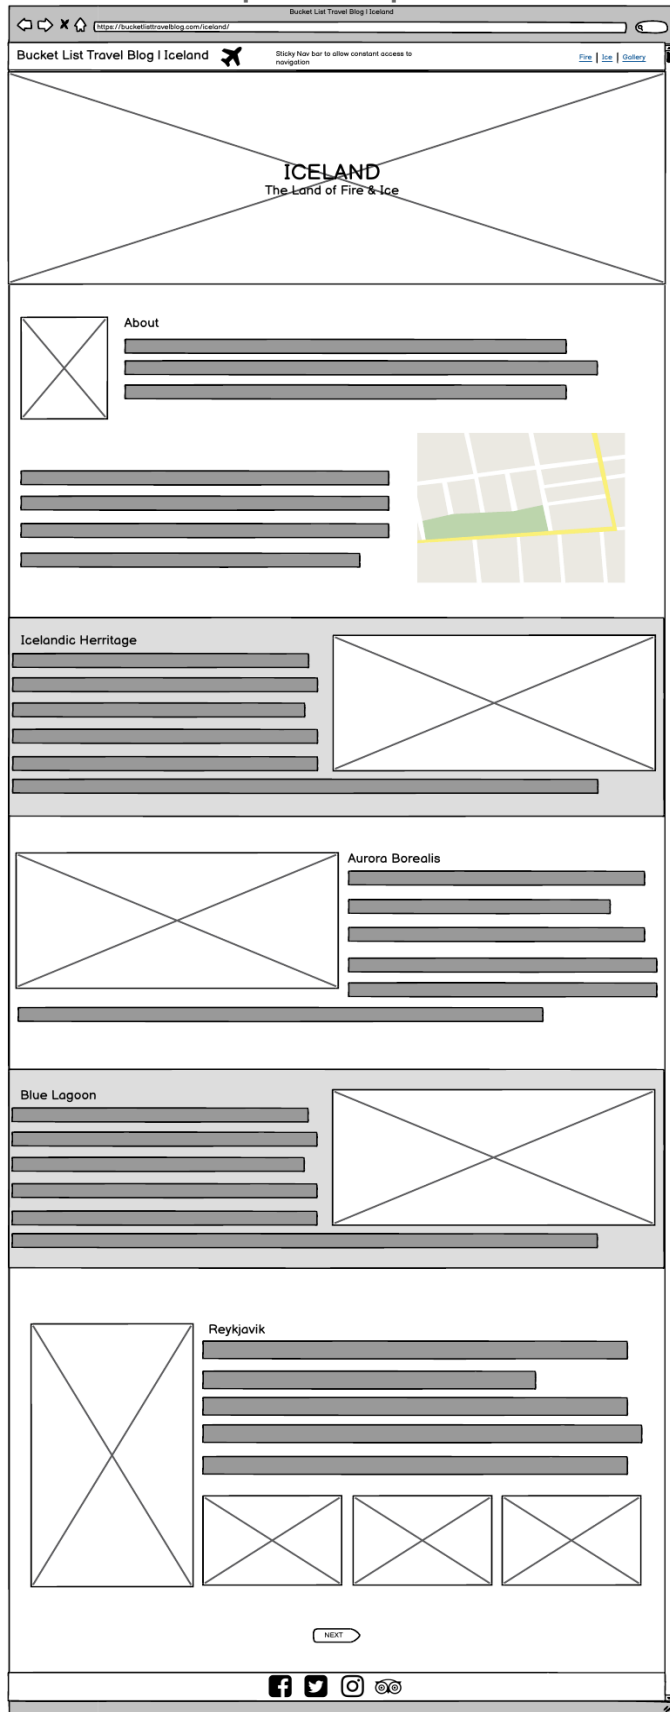 Bucket List Travel Blog | Iceland
https://bucketlisttravelblog.com/iceland/
Bucket List Travel Blog | Iceland
Sticky Nav bar to allow constant access to
navigation
Fire | Ice | Gallery
ICELAND
The Land of Fire & Ice
About
Icelandic Herritage
Aurora Borealis
Blue Lagoon
Reykjavik
NEXT